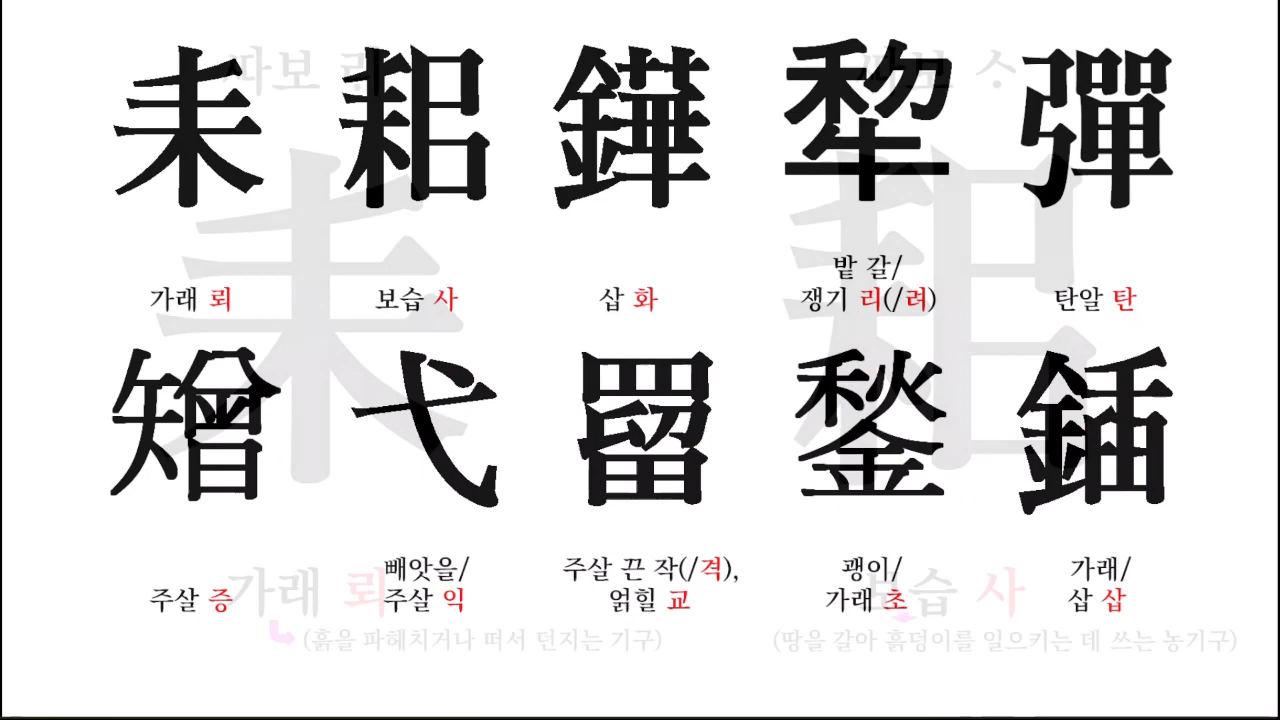 耒 耜 鏵 犂 彈
밭 갈/
가래 뢰 보습 사 삽 화 쟁기 리(/려) 탄알 탄
耒 耜
矰 弋 罶 鍫 鍤
빼앗을/ 주살 끈 작(/격), 괭이/ 가래/
주살 증 주살 익 얽힐 교 가래 초 삽 삽
가래 뢰 보습 사
(흙을 파헤치거나 떠서 던지는 기구) (땅을 갈아 흙덩이를 일으키는 데 쓰는 농기구)